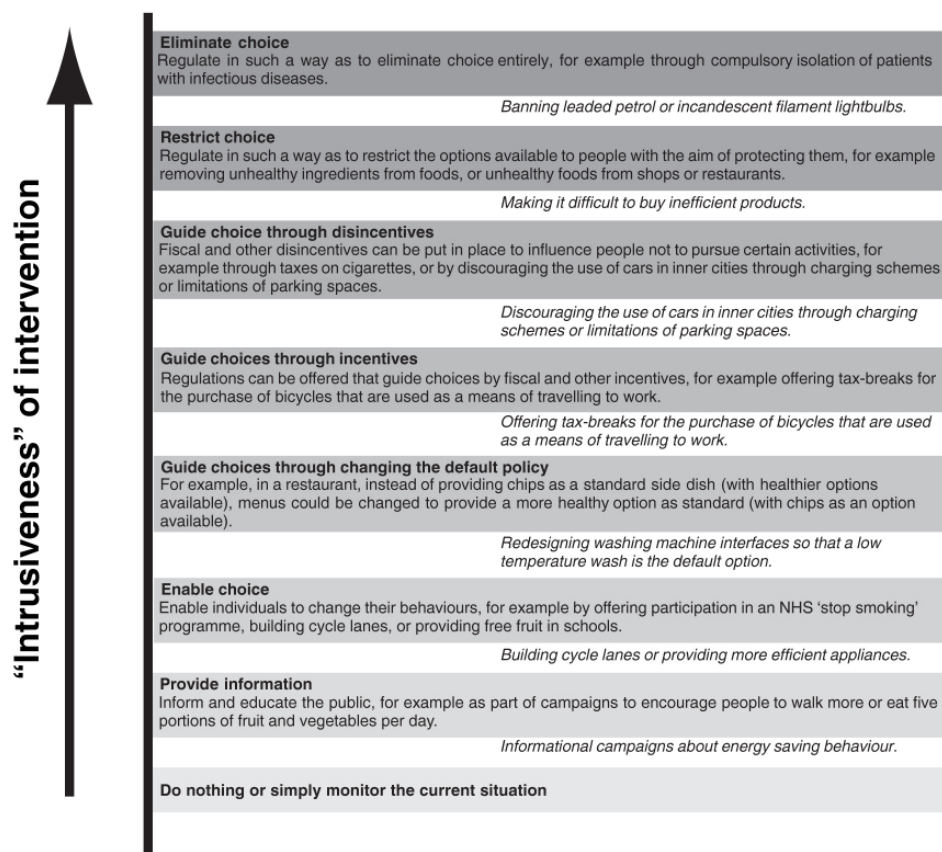 “Intrusiveness” of intervention
Eliminate choice
Regulate in such a way as to eliminate choice entirely, for example through compulsory isolation of patients
with infectious diseases.
Banning leaded petrol or incandescent filament lightbulbs.
Restrict choice
Regulate in such a way as to restrict the options available to people with the aim of protecting them, for example
removing unhealthy ingredients from foods, or unhealthy foods from shops or restaurants.
Making it difficult to buy inefficient products.
Guide choice through disincentives
Fiscal and other disincentives can be put in place to influence people not to pursue certain activities, for
example through taxes on cigarettes, or by discouraging the use of cars in inner cities through charging schemes
or limitations of parking spaces.
Discouraging the use of cars in inner cities through charging
schemes or limitations of parking spaces.
Guide choices through incentives
Regulations can be offered that guide choices by fiscal and other incentives, for example offering tax-breaks for
the purchase of bicycles that are used as a means of travelling to work.
Offering tax-breaks for the purchase of bicycles that are used
as a means of travelling to work.
Guide choices through changing the default policy
For example, in a restaurant, instead of providing chips as a standard side dish (with healthier options
available), menus could be changed to provide a more healthy option as standard (with chips as an option
available).
Redesigning washing machine interfaces so that a low
temperature wash is the default option.
Enable choice
Enable individuals to change their behaviours, for example by offering participation in an NHS ‘stop smoking’
programme, building cycle lanes, or providing free fruit in schools.
Building cycle lanes or providing more efficient appliances.
Provide information
Inform and educate the public, for example as part of campaigns to encourage people to walk more or eat five
portions of fruit and vegetables per day.
Informational campaigns about energy saving behaviour.
Do nothing or simply monitor the current situation